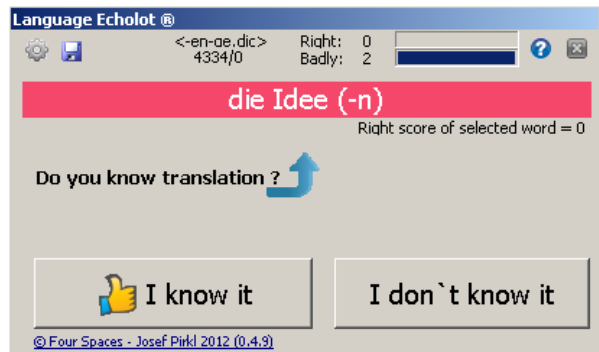 Language Echolot ®
<-en-ge.dic>
4334/0
Right: 0
Badly: 2
die Idee (-n)
Right score of selected word = 0
Do you know translation ?
I know it
I don`t know it
© Four Spaces - Josef Pirkl 2012 (0.4.9)